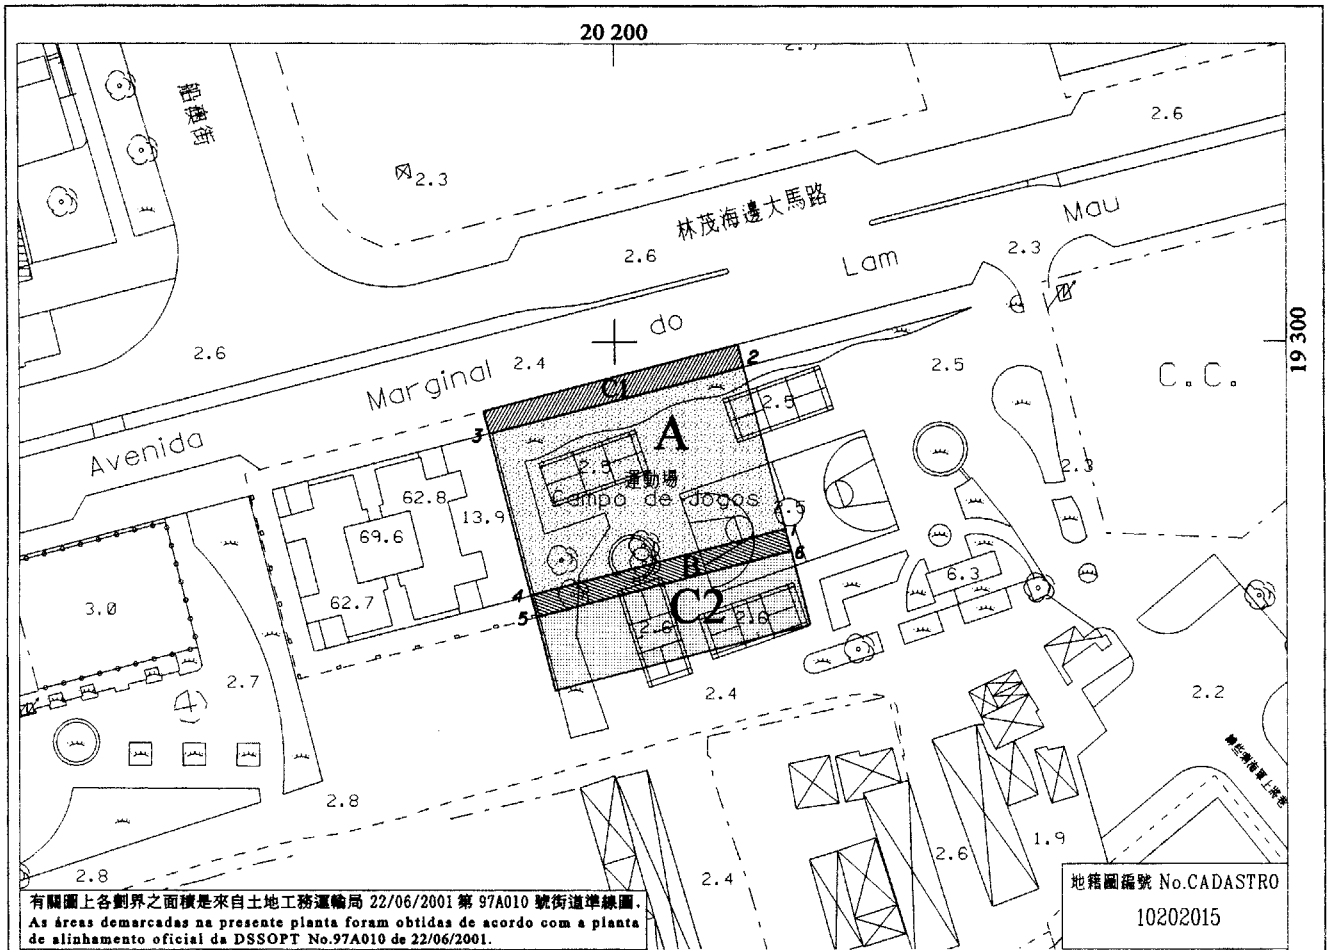 20 200
2.6
船澳街
2.3
林茂海邊大馬路
Mau
2.6
Lam
2.3
do
19 300
2.6
2.4
2
2.5
C.C.
Marginal
C1
2.5
Avenida
3
A
2.5
2.3
62.8
運動場
Campo de Jogos
2.5
13.9
69.6
1
6
B
6.3
4
C2
62.7
3.0
5
2.6
2.6
2.7
2.4
2.2
2.8
1.9
2.6
2.4
2.8
地籍圖編號 No.CADASTRO
10202015
有關圖上各劃界之面積是來自土地工務運輸局 22/06/2001 第 97A010 號街道準線圖.
As áreas demarcadas na presente planta foram obtidas de acordo com a planta
de alinhamento oficial da DSSOPT No.97A010 de 22/06/2001.